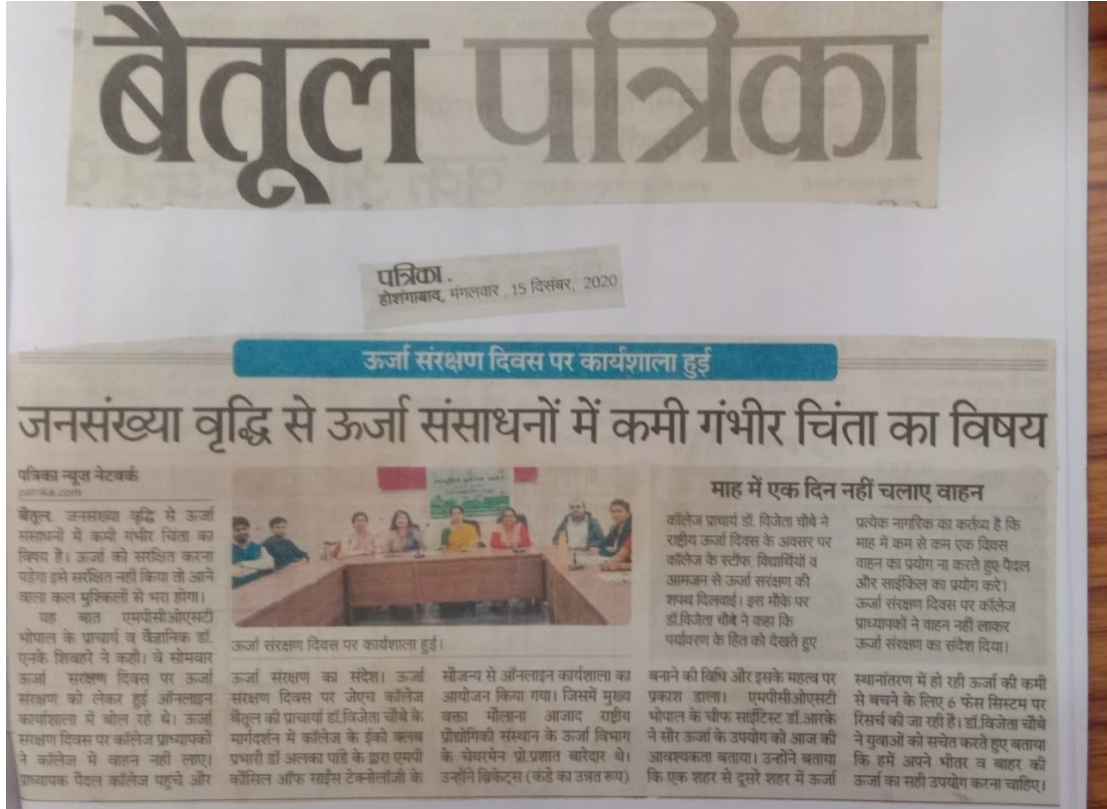 बैतूल पत्रिका
पत्रिका.
होशंगाबाद, मंगलवार, 15 दिसंबर, 2020
ऊर्जा संरक्षण दिवस पर कार्यशाला हुई
जनसंख्या वृद्धि से ऊर्जा संसाधनों में कमी गंभीर चिंता का विषय
पत्रिका न्यूज नेटवर्क
patrika.com
बैतूल. जनसंख्या वृद्धि से ऊर्जा
संसाधनों में कमी गंभीर चिंता का
विषय है। ऊर्जा को सरक्षित करना
पड़ेगा इसे सरक्षित नहीं किया तो आने
वाला कल मुश्किलों से भरा होगा।
यह बात एमपीसीओएसटी
भोपाल के प्राचार्य व वैज्ञानिक डॉ.
एनके शिवहरे ने कही। वे सोमवार
ऊर्जा सरक्षण दिवस पर ऊर्जा
संरक्षण को लेकर हुई ऑनलाइन
कार्यशाला में बोल रहे थे। ऊर्जा
संरक्षण दिवस पर कॉलेज प्राध्यापकों
ने कॉलेज में वाहन नहीं लाए।
प्राध्यापक पैदल कॉलेज पहुंचे और
ऊर्जा संरक्षण दिवस पर कार्यशाला हुई।
ऊर्जा संरक्षण का संदेश। ऊर्जा
संरक्षण दिवस पर जेएच कॉलेज
बैतूल की प्राचार्या डॉ.विजेता चौबे के
मार्गदर्शन में कॉलेज के ईको क्लब
प्रभारी डॉ अलका पांडे के द्वारा एमपी
कौंसिल ऑफ साईंस टेक्नोलॉजी के
सौजन्य से ऑनलाइन कार्यशाला का
आयोजन किया गया। जिसमें मुख्य
वक्ता मौलाना आजाद राष्ट्रीय
प्रौद्योगिकी संस्थान के ऊर्जा विभाग
के चेयरमेन प्रो.प्रशांत बारेदार थे।
उन्होंने ब्रिकेट्स (कंडे का उन्नत रूप)
माह में एक दिन नहीं चलाए वाहन
कॉलेज प्राचार्य डॉ. विजेता चौबे ने
राष्ट्रीय ऊर्जा दिवस के अवसर पर
कॉलेज के स्टॉफ, विद्यार्थियों व
आमजन से ऊर्जा सरंक्षण की
शपथ दिलवाई। इस मौके पर
डॉ.विजेता चौबे ने कहा कि
पर्यावरण के हित को देखते हुए
प्रत्येक नागरिक का कर्तव्य है कि
माह में कम से कम एक दिवस
वाहन का प्रयोग ना करते हुए पैदल
और साईकिल का प्रयोग करे।
ऊर्जा संरक्षण दिवस पर कॉलेज
प्राध्यापकों ने वाहन नहीं लाकर
ऊर्जा संरक्षण का संदेश दिया।
बनाने की विधि और इसके महत्व पर
प्रकाश डाला। एमपीसीओएसटी
भोपाल के चीफ साईंटिस्ट डॉ.आरके
ने सौर ऊर्जा के उपयोग को आज की
आवश्यकता बताया। उन्होंने बताया
कि एक शहर से दूसरे शहर में ऊर्जा
स्थानांतरण में हो रही ऊर्जा की कमी
से बचने के लिए 6 फेस सिस्टम पर
रिसर्च की जा रही है। डॉ.विजेता चौबे
ने युवाओं को सचेत करते हुए बताया
कि हमें अपने भीतर व बाहर की
ऊर्जा का सही उपयोग करना चाहिए।